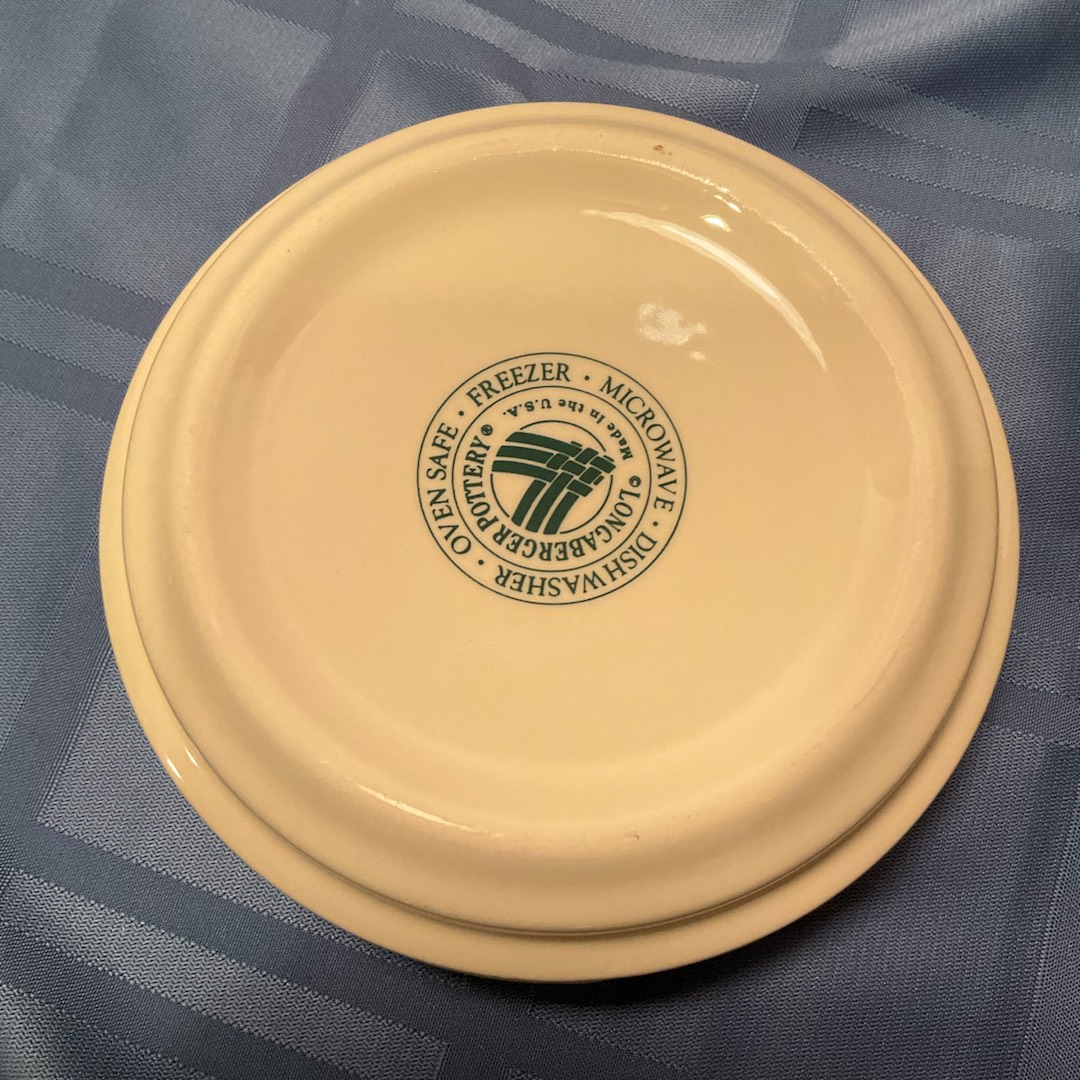 OVEN SAFE · FREEZER · MICROWAVE · DISHWASHER ·
©LONGABERGER POTTERY®
Made in the U.S.A.